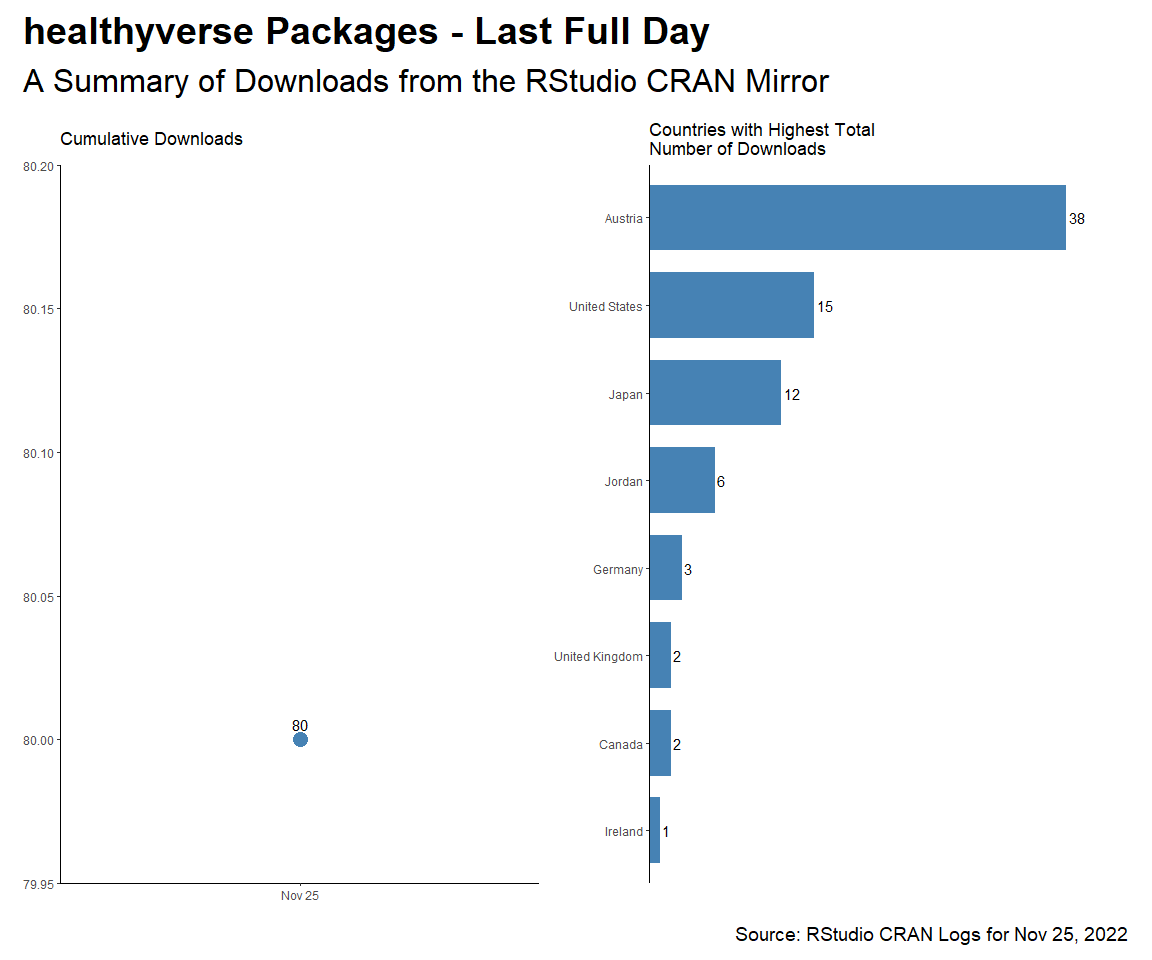 healthyverse Packages - Last Full Day
A Summary of Downloads from the RStudio CRAN Mirror
Cumulative Downloads
80.20
80.15
80.10
80.05
80.00
79.95
80
Nov 25
Countries with Highest Total
Number of Downloads
Austria 38
United States 15
Japan 12
Jordan 6
Germany 3
United Kingdom 2
Canada 2
Ireland 1
Source: RStudio CRAN Logs for Nov 25, 2022